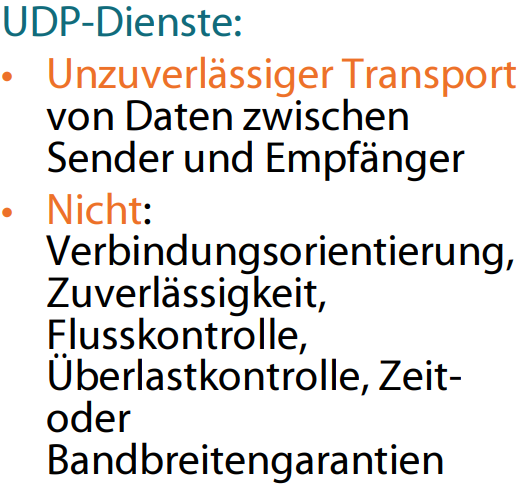 UDP-Dienste:
• Unzuverlässiger Transport
von Daten zwischen
Sender und Empfänger
• Nicht:
Verbindungsorientierung,
Zuverlässigkeit,
Flusskontrolle,
Überlastkontrolle, Zeit-
oder
Bandbreitengarantien